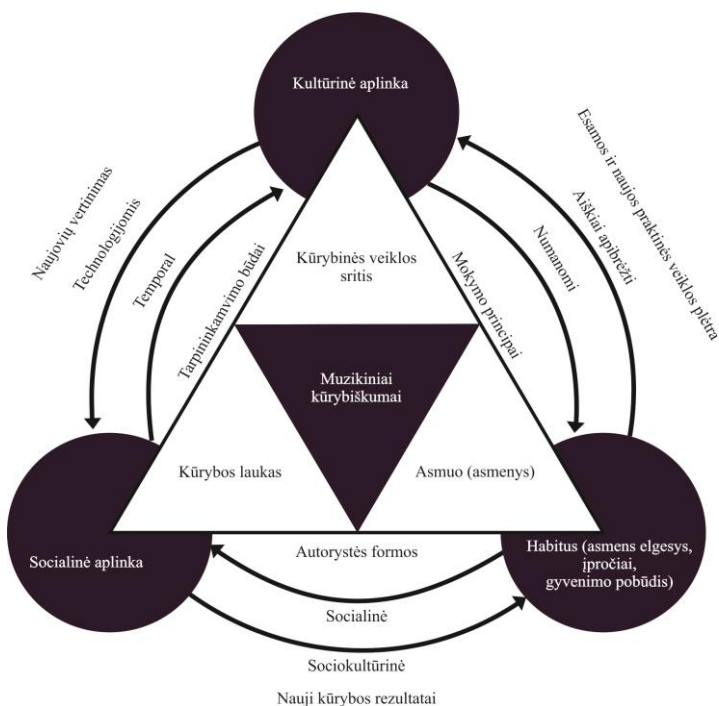 Kultūrinė aplinka
Naujovių vertinimas
Technologijomis
Temporal
Tarpininkamvimo būdai
Esamos ir naujos praktinės veiklos plėtra
Aiškiai apibrėžti
Numanomi
Mokymo principai
Kūrybinės veiklos
sritis
Muzikiniai
kūrybiškumai
Kūrybos laukas
Asmuo (asmenys)
Socialinė aplinka
Autorystės formos
Habitus (asmens elgesys,
įpročiai,
gyvenimo pobūdis)
Socialinė
Sociokultūrinė
Nauji kūrybos rezultatai